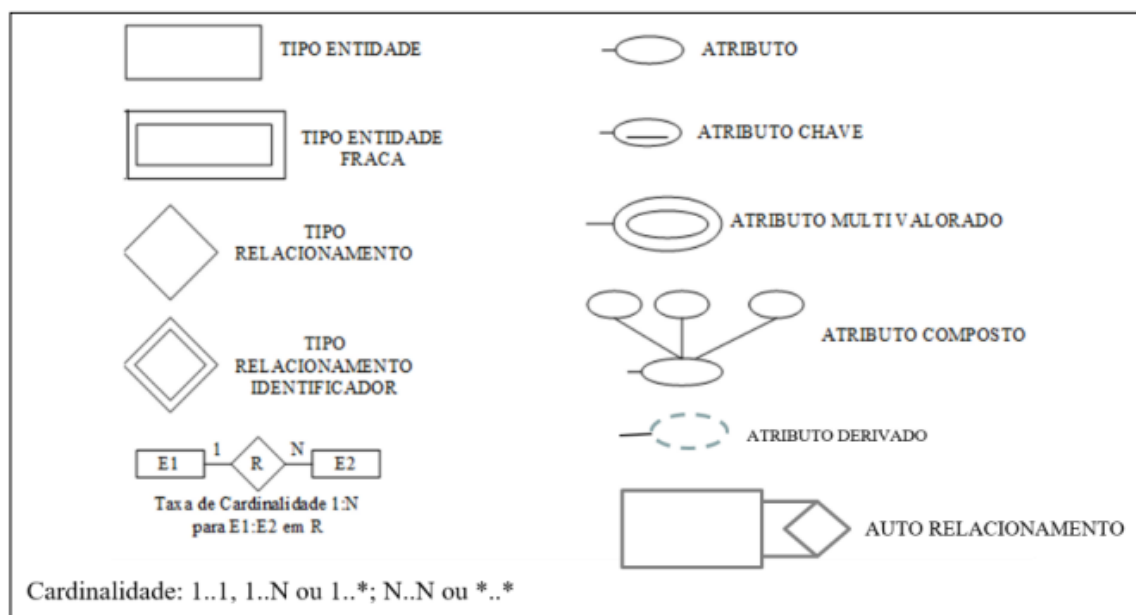 TIPO ENTIDADE
TIPO ENTIDADE
FRACA
TIPO
RELACIONAMENTO
TIPO
RELACIONAMENTO
IDENTIFICADOR
E1 1 R N E2
Taxa de Cardinalidade 1:N
para E1:E2 em R
ATRIBUTO
ATRIBUTO CHAVE
ATRIBUTO MULTIVALORADO
ATRIBUTO COMPOSTO
ATRIBUTO DERIVADO
AUTO RELACIONAMENTO
Cardinalidade: 1..1, 1..N ou 1..*; N..N ou *..*